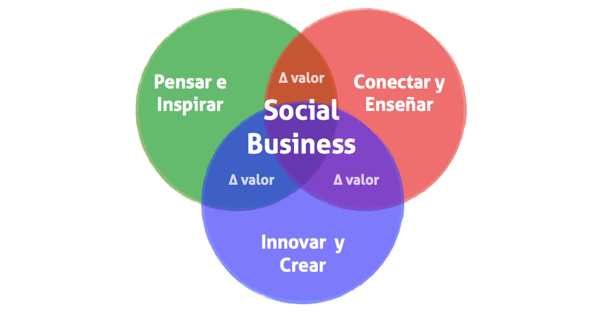 Pensar e
Inspirar
Δ valor
Conectar y
Enseñar
Social
Business
Δ valor
Δ valor
Innovar y
Crear